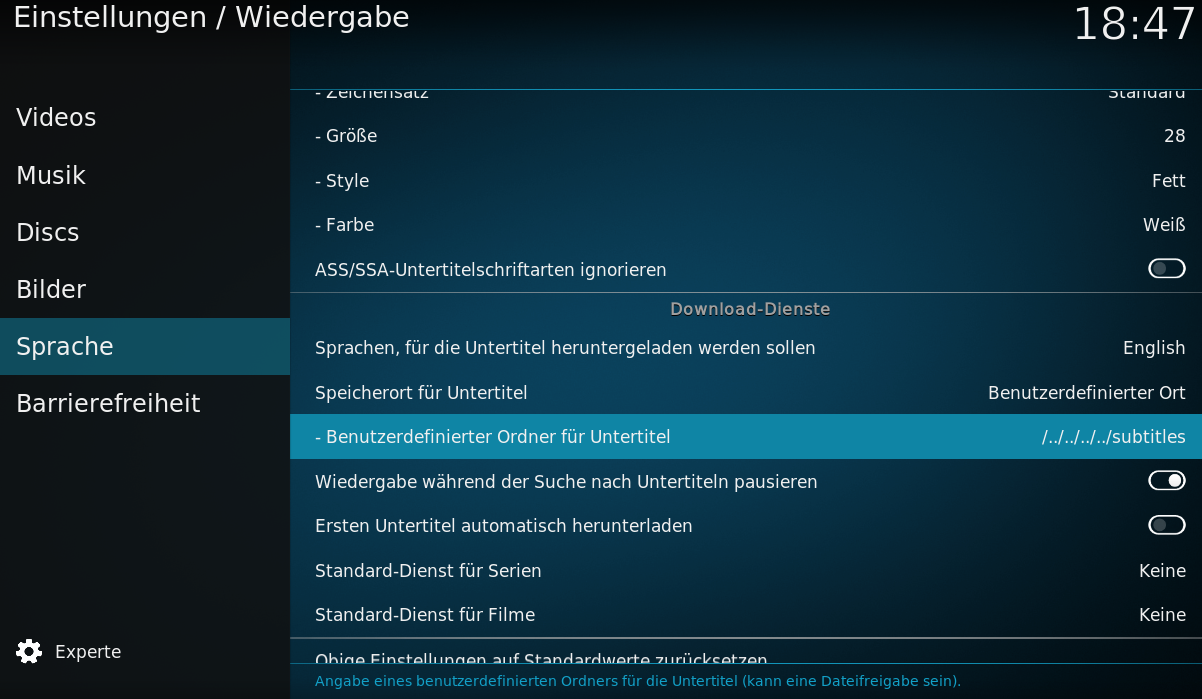 Einstellungen / Wiedergabe
18:47
Videos
Musik
Discs
Bilder
Sprache
Barrierefreiheit
Experte
- Zeichensatz Standard
- Größe 28
- Style Fett
- Farbe Weiß
ASS/SSA-Untertitelschriftarten ignorieren
Download-Dienste
Sprachen, für die Untertitel heruntergeladen werden sollen English
Speicherort für Untertitel Benutzerdefinierter Ort
- Benutzerdefinierter Ordner für Untertitel /../../../../subtitles
Wiedergabe während der Suche nach Untertiteln pausieren
Ersten Untertitel automatisch herunterladen
Standard-Dienst für Serien Keine
Standard-Dienst für Filme Keine
Obige Einstellungen auf Standardwerte zurücksetzen
Angabe eines benutzerdefinierten Ordners für die Untertitel (kann eine Dateifreigabe sein).